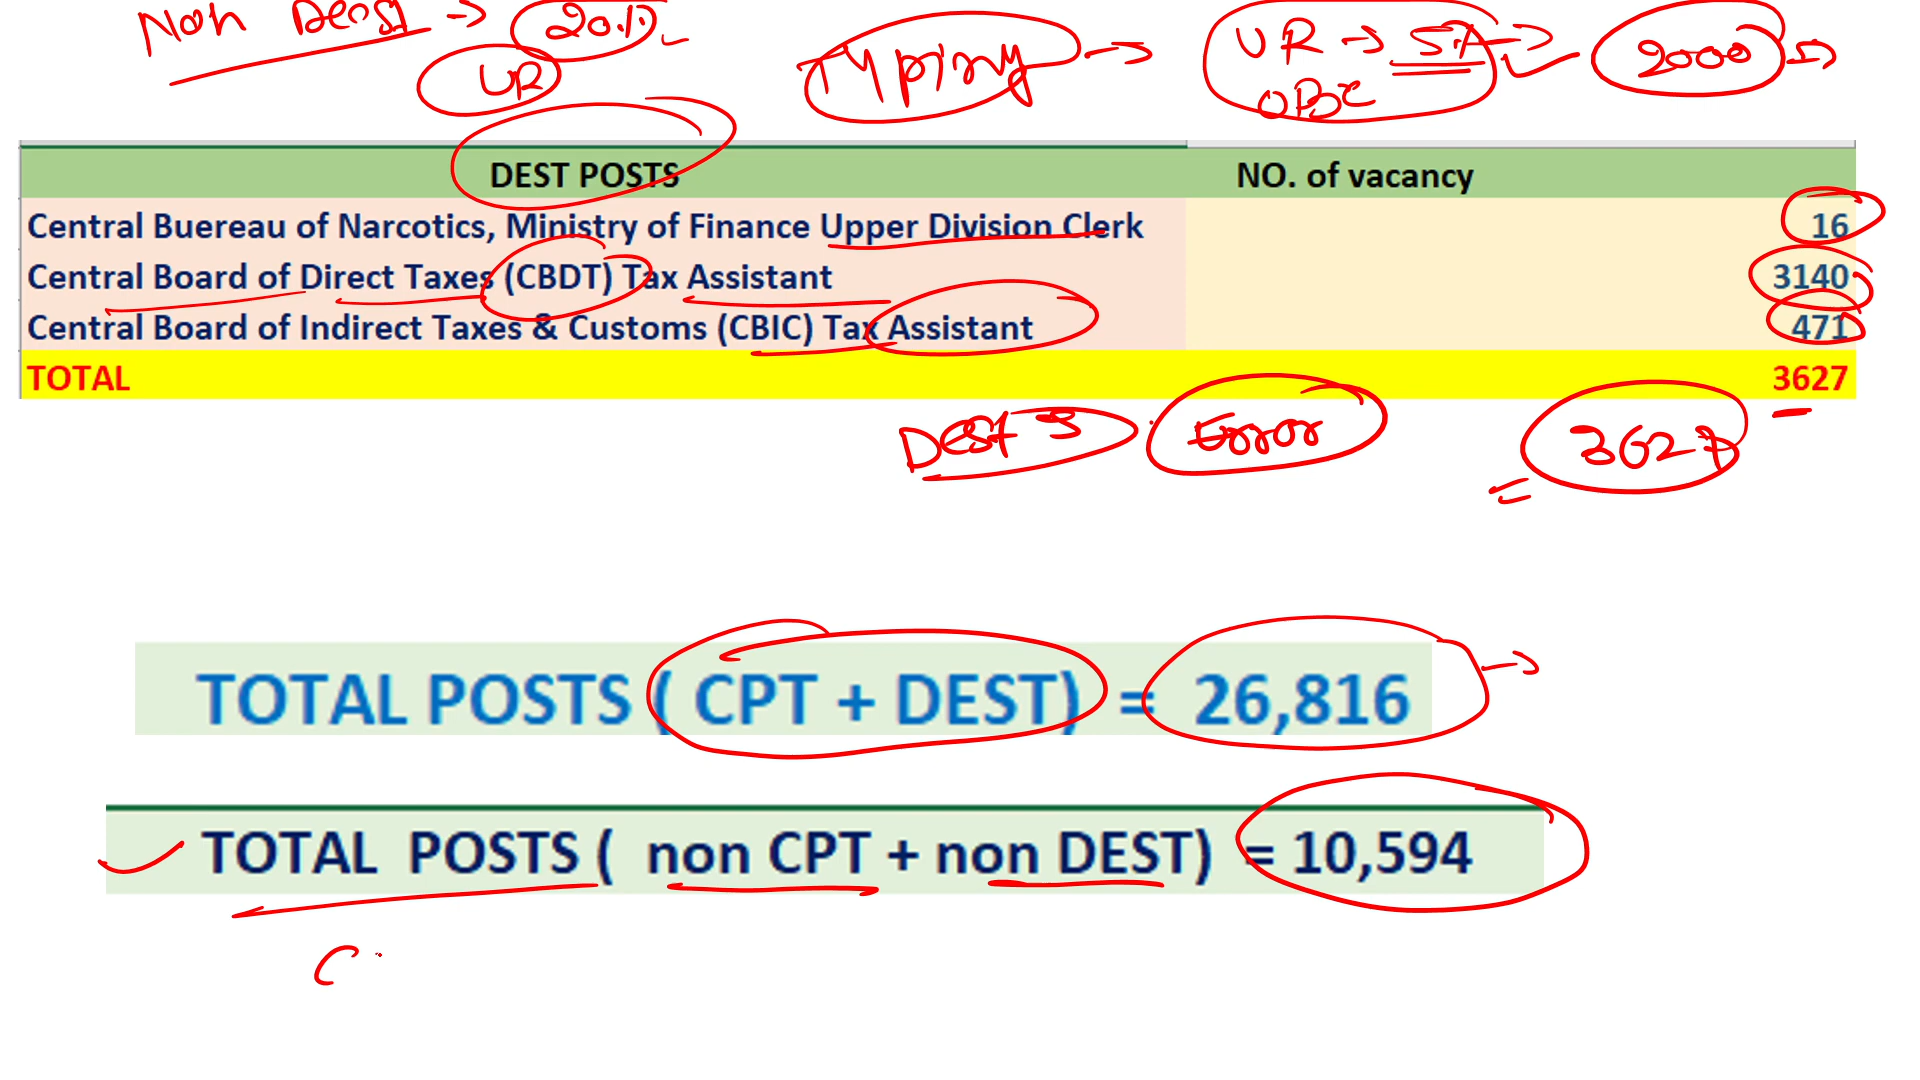 Non Dest → 20.17
UR
Typing →
UR → SA →
OBC
2000 →
DEST POSTS NO. of vacancy
Central Buereau of Narcotics, Ministry of Finance Upper Division Clerk 16
Central Board of Direct Taxes (CBDT) Tax Assistant 3140
Central Board of Indirect Taxes & Customs (CBIC) Tax Assistant 471
TOTAL 3627
Dest Error = 3627
TOTAL POSTS ( CPT + DEST) = 26,816
TOTAL POSTS ( non CPT + non DEST) = 10,594
C